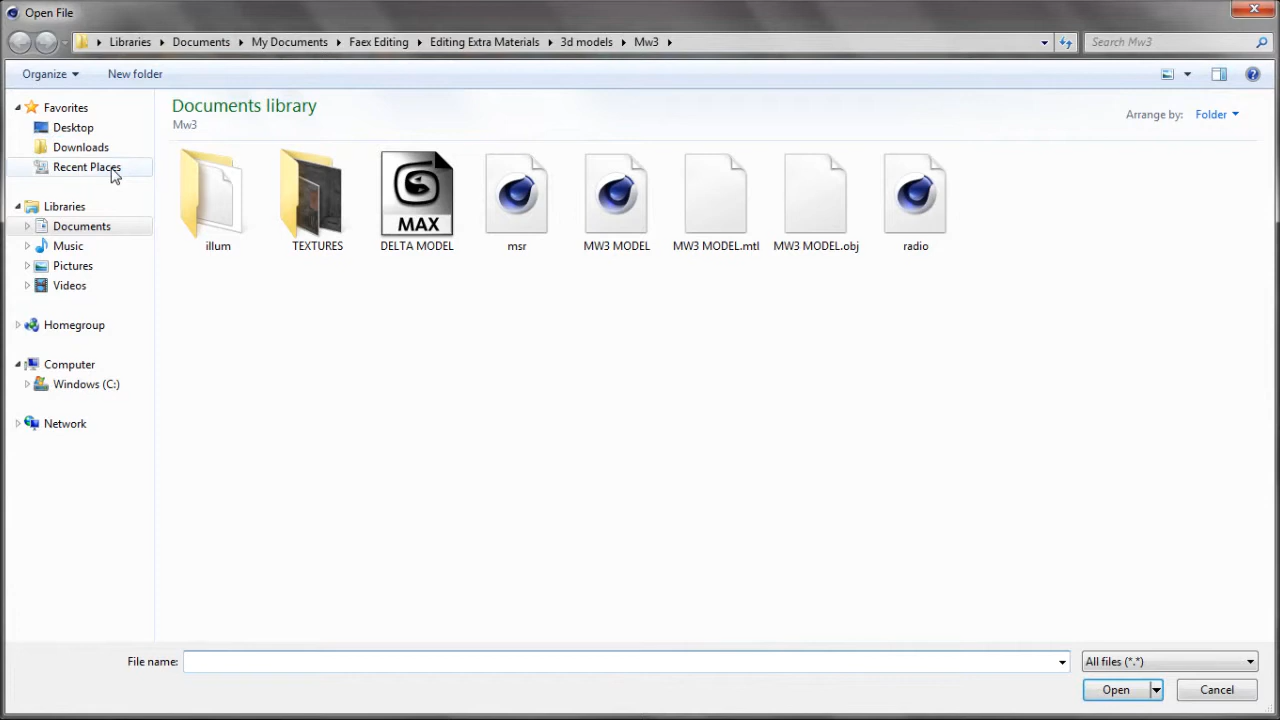 Open File
Libraries Documents My Documents Faex Editing Editing Extra Materials 3d models Mw3
Search Mw3
Organize New folder
Favorites
Desktop
Downloads
Recent Places
Libraries
Documents
Music
Pictures
Videos
Homegroup
Computer
Windows (C:)
Network
Documents library
Mw3
Arrange by: Folder
MAX
illum TEXTURES DELTA MODEL msr MW3 MODEL MW3 MODEL.mtl MW3 MODEL.obj radio
File name: All files (*.*)
Open Cancel